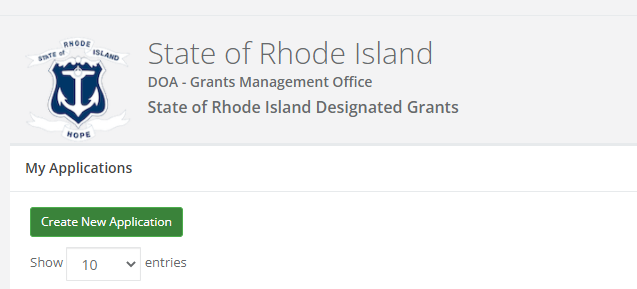 RHODE
STATE OF
ISLAND
State of Rhode Island
DOA - Grants Management Office
State of Rhode Island Designated Grants
HOPE
My Applications
Create New Application
Show 10 entries